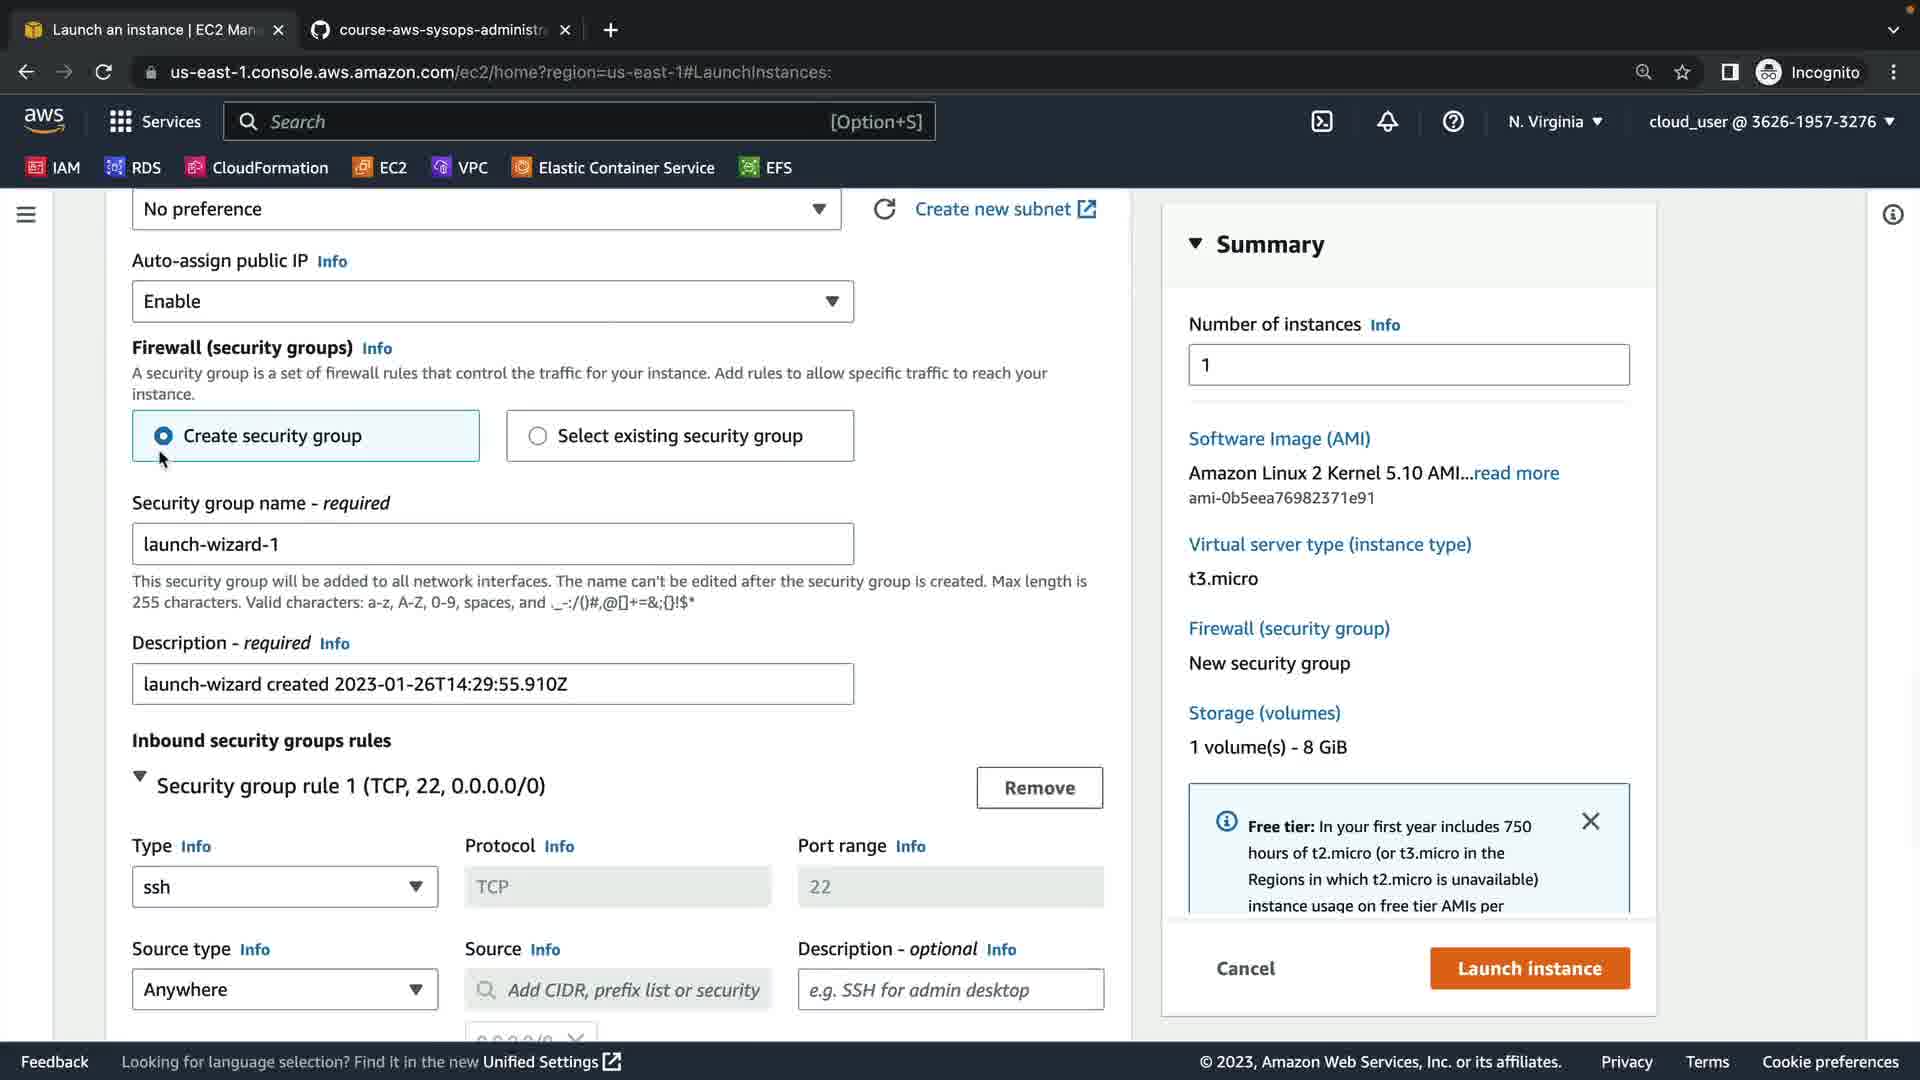 Launch an instance | EC2 Man
course-aws-sysops-administr
us-east-1.console.aws.amazon.com/ec2/home?region=us-east-1#LaunchInstances:
Incognito
aws
Services
Search
[Option+S]
N. Virginia
cloud_user @ 3626-1957-3276
IAM
RDS
CloudFormation
EC2
VPC
Elastic Container Service
EFS
No preference
Create new subnet
Auto-assign public IP Info
Enable
Firewall (security groups) Info
A security group is a set of firewall rules that control the traffic for your instance. Add rules to allow specific traffic to reach your
instance.
Create security group
Select existing security group
Security group name - required
launch-wizard-1
This security group will be added to all network interfaces. The name can't be edited after the security group is created. Max length is
255 characters. Valid characters: a-z, A-Z, 0-9, spaces, and ._-:/()#,@[]+=&;{}!$*
Description - required Info
launch-wizard created 2023-01-26T14:29:55.910Z
Inbound security groups rules
Security group rule 1 (TCP, 22, 0.0.0.0/0)
Remove
Type Info
Protocol Info
Port range Info
ssh
TCP
22
Source type Info
Source Info
Description - optional Info
Anywhere
Add CIDR, prefix list or security
e.g. SSH for admin desktop
0.0.0.0/0
Summary
Number of instances Info
1
Software Image (AMI)
Amazon Linux 2 Kernel 5.10 AMI...read more
ami-0b5eea76982371e91
Virtual server type (instance type)
t3.micro
Firewall (security group)
New security group
Storage (volumes)
1 volume(s) - 8 GiB
Free tier: In your first year includes 750
hours of t2.micro (or t3.micro in the
Regions in which t2.micro is unavailable)
instance usage on free tier AMIs per
Cancel
Launch instance
Feedback
Looking for language selection? Find it in the new Unified Settings
© 2023, Amazon Web Services, Inc. or its affiliates.
Privacy
Terms
Cookie preferences